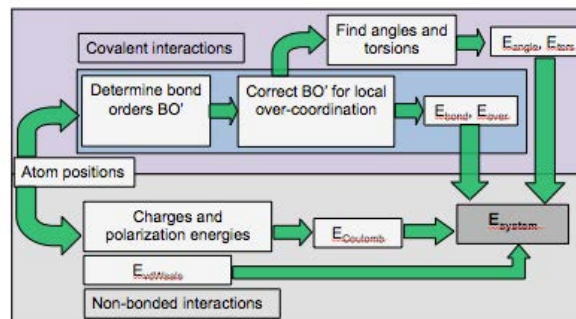 Covalent interactions
Find angles and
torsions
Eangle, Etors
Determine bond
orders BO'
Correct BO' for local
over-coordination
Ebond, Eover
Atom positions
Charges and
polarization energies
ECoulomb
Esystem
EvdWaals
Non-bonded interactions